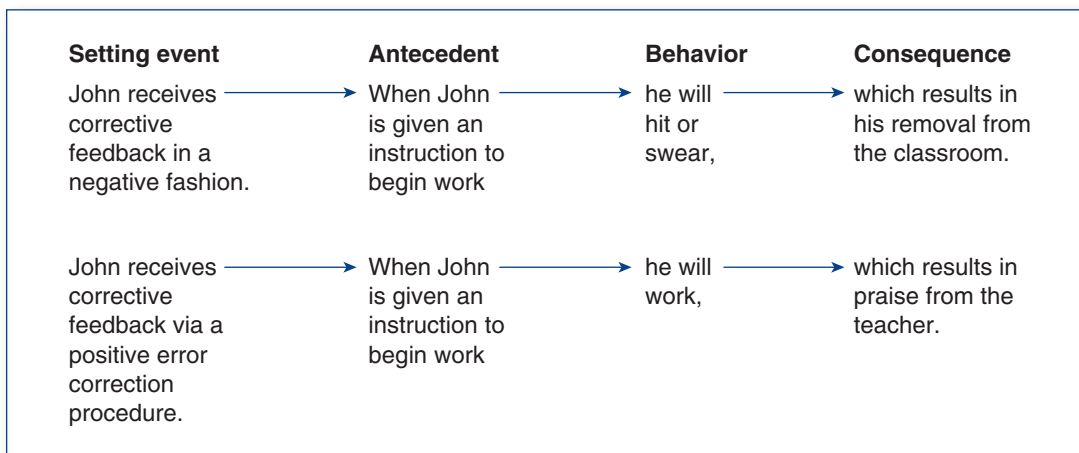 Setting event Antecedent Behavior Consequence
John receives When John he will which results in
corrective is given an hit or his removal from
feedback in a instruction to swear, the classroom.
negative fashion. begin work
John receives When John he will which results in
corrective is given an work, praise from the
feedback via a instruction to teacher.
positive error begin work
correction
procedure.